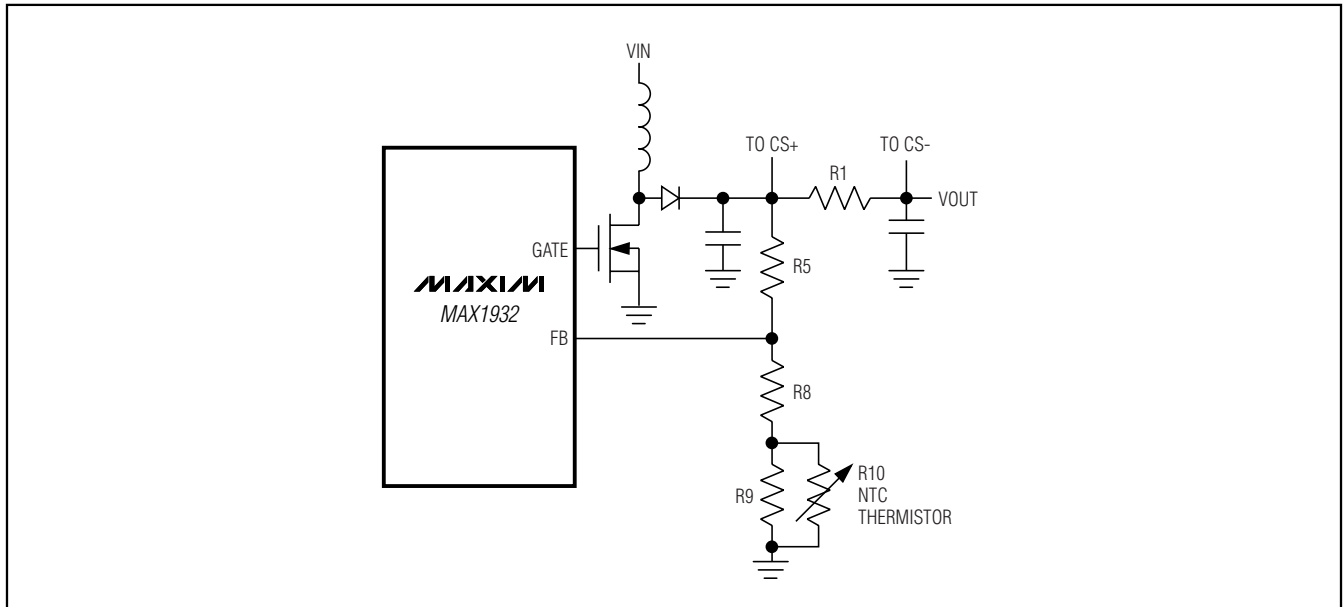 VIN
TO CS+
TO CS-
R1
VOUT
GATE
R5
MAXIM
MAX1932
FB
R8
R9
R10
NTC
THERMISTOR